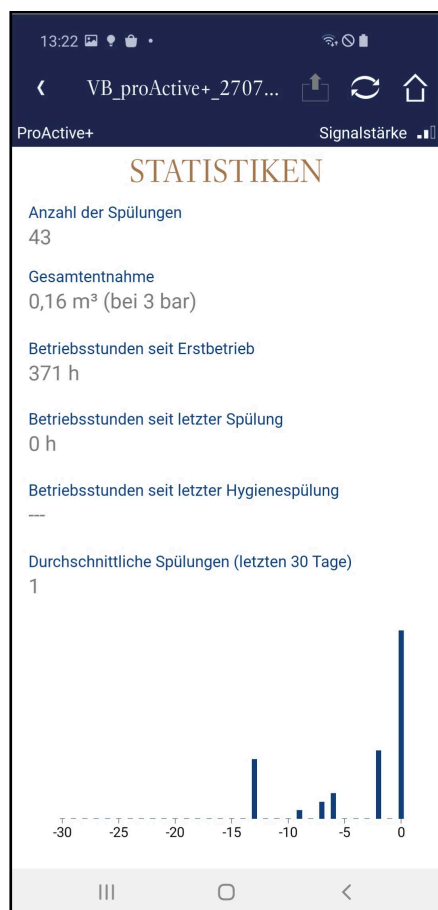 13:22
VB_proActive+_2707...
ProActive+ Signalstärke
STATISTIKEN
Anzahl der Spülungen
43
Gesamtentnahme
0,16 m³ (bei 3 bar)
Betriebsstunden seit Erstbetrieb
371 h
Betriebsstunden seit letzter Spülung
0 h
Betriebsstunden seit letzter Hygienespülung
---
Durchschnittliche Spülungen (letzten 30 Tage)
1
-30 -25 -20 -15 -10 -5 0